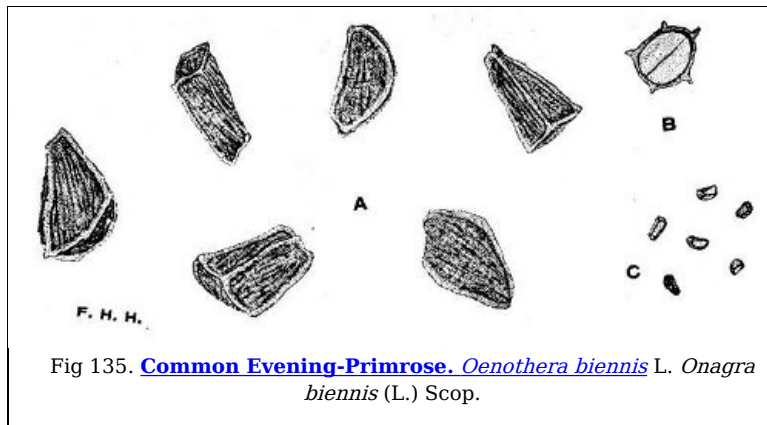 B
A
C
F. H. H.
Fig 135. Common Evening-Primrose. Oenothera biennis L. Onagra
biennis (L.) Scop.